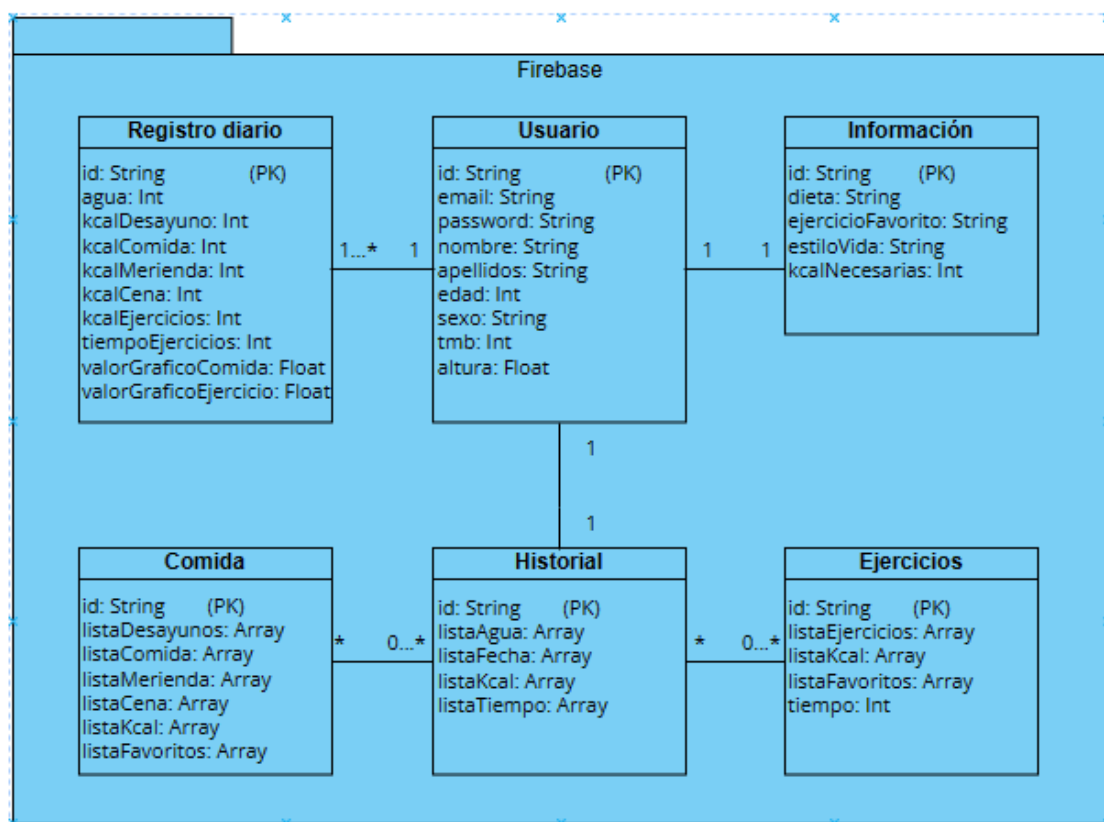 Firebase
Registro diario
id: String (PK)
agua: Int
kcalDesayuno: Int
kcalComida: Int
kcalMerienda: Int
kcalCena: Int
kcalEjercicios: Int
tiempoEjercicios: Int
valorGraficoComida: Float
valorGraficoEjercicio: Float
1...* 1
Usuario
id: String (PK)
email: String
password: String
nombre: String
apellidos: String
edad: Int
sexo: String
tmb: Int
altura: Float
1 1
Información
id: String (PK)
dieta: String
ejercicioFavorito: String
estiloVida: String
kcalNecesarias: Int
1
1
Comida
id: String (PK)
listaDesayunos: Array
listaComida: Array
listaMerienda: Array
listaCena: Array
listaKcal: Array
listaFavoritos: Array
* 0...*
Historial
id: String (PK)
listaAgua: Array
listaFecha: Array
listaKcal: Array
listaTiempo: Array
* 0...*
Ejercicios
id: String (PK)
listaEjercicios: Array
listaKcal: Array
listaFavoritos: Array
tiempo: Int